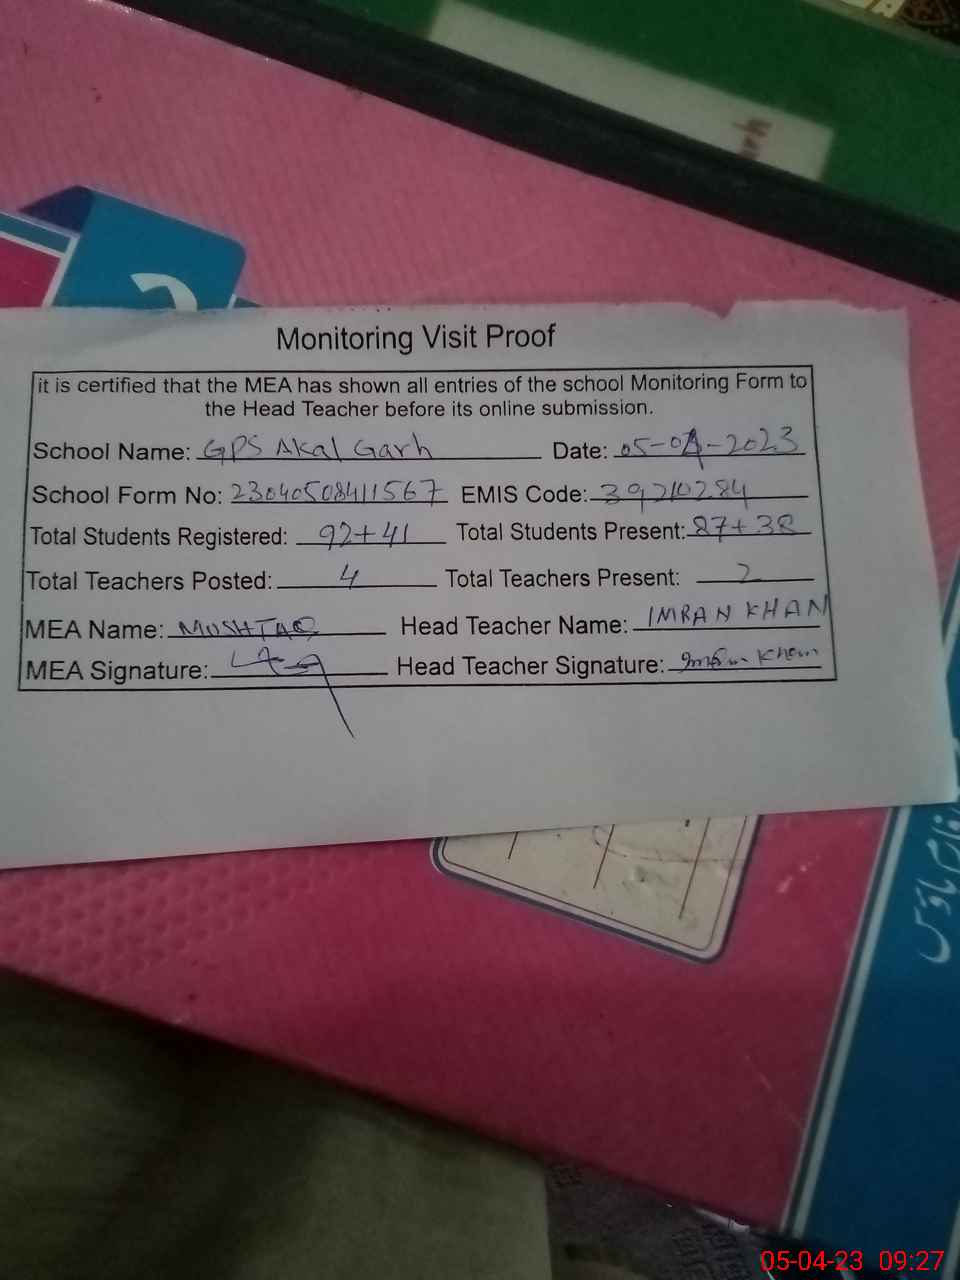 Monitoring Visit Proof
it is certified that the MEA has shown all entries of the school Monitoring Form to
the Head Teacher before its online submission.
School Name: GPS Akal Garh Date: 05-04-2023
School Form No: 23040508411567 EMIS Code: 39210284
Total Students Registered: 92+41 Total Students Present: 87+38
Total Teachers Posted: 4 Total Teachers Present: 2
MEA Name: MUSHTAQ Head Teacher Name: IMRAN KHAN
MEA Signature: Head Teacher Signature: Imran Khan
05-04-23 09:27